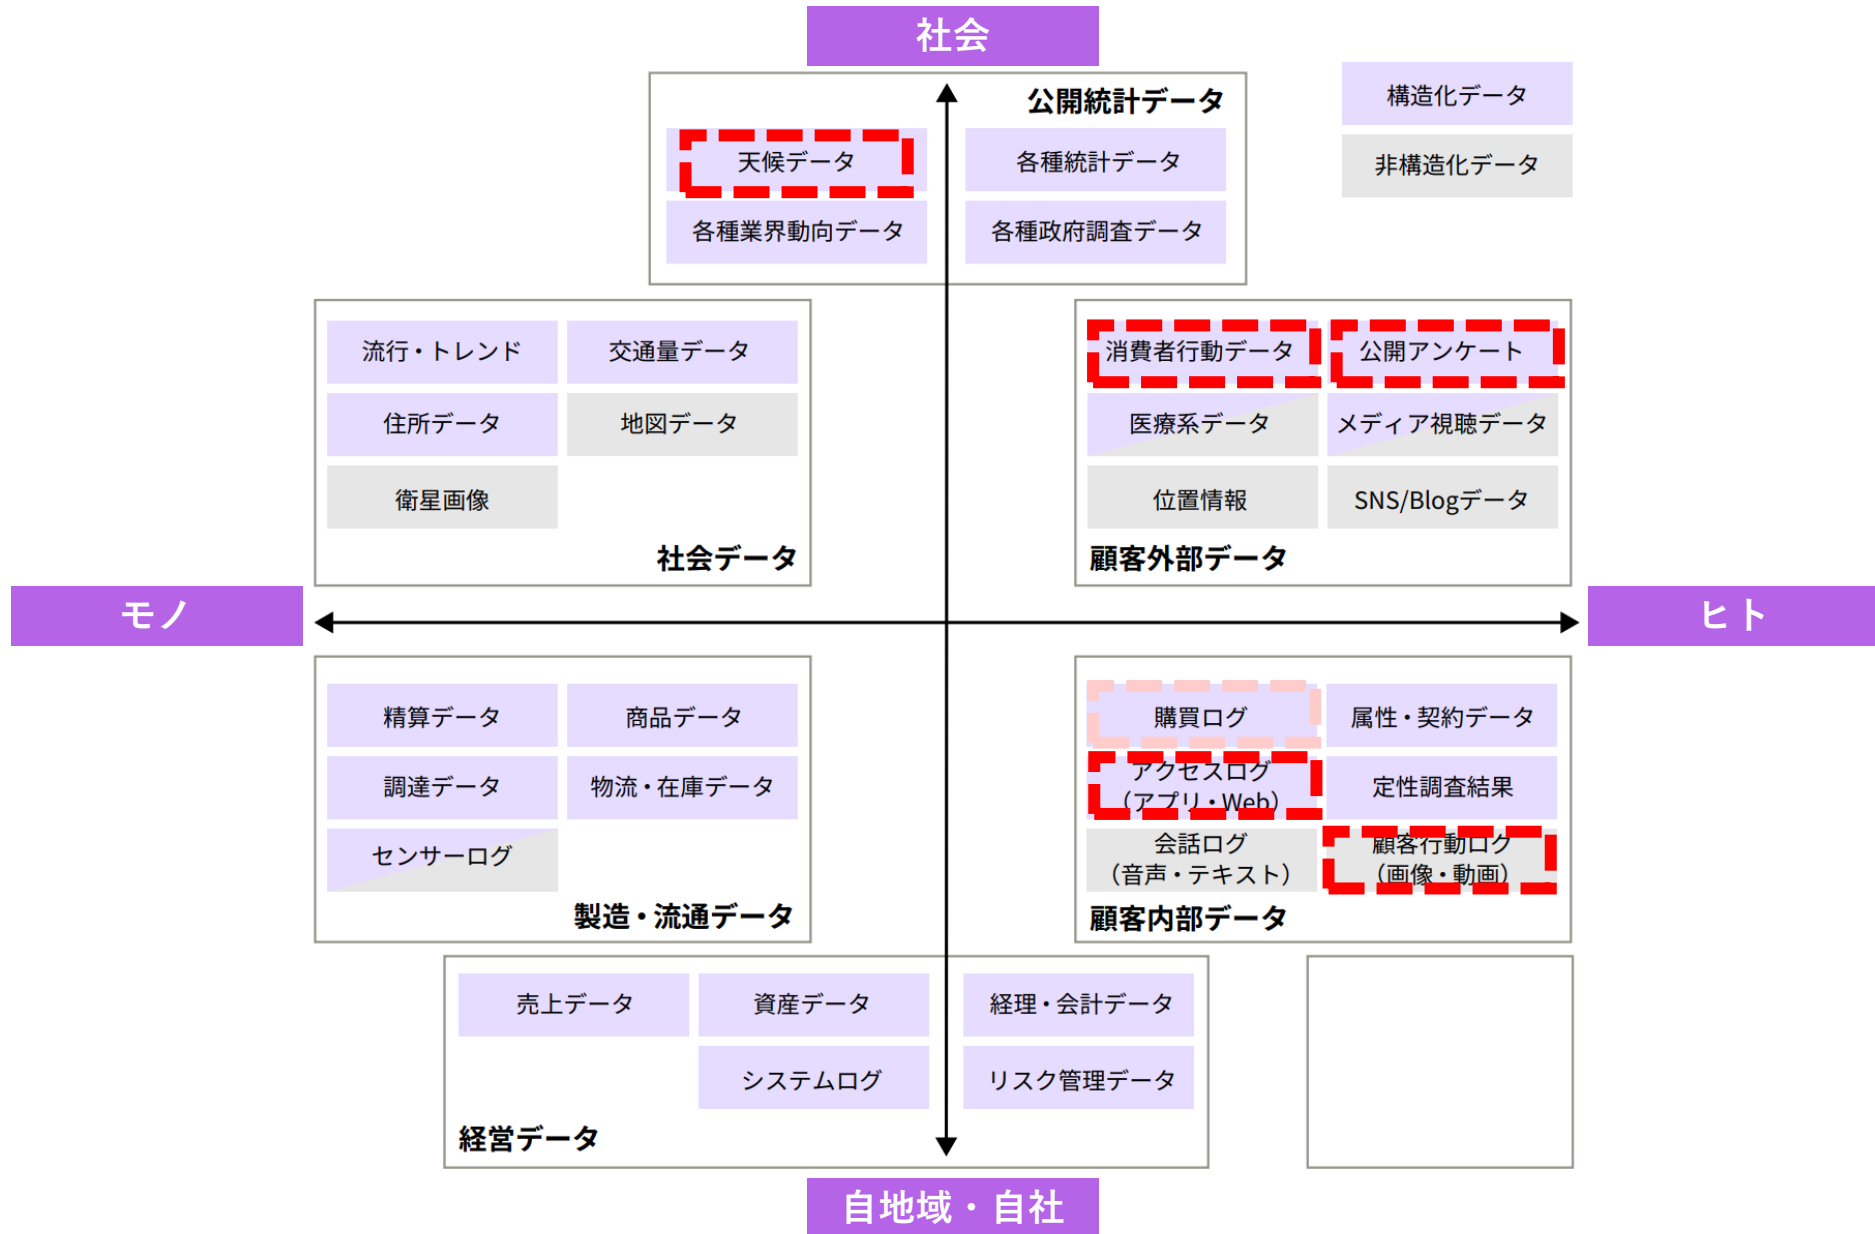 社会
公開統計データ
天候データ
各種統計データ
各種業界動向データ
各種政府調査データ
構造化データ
非構造化データ
流行・トレンド
交通量データ
住所データ
地図データ
衛星画像
社会データ
消費者行動データ
公開アンケート
医療系データ
メディア視聴データ
位置情報
SNS/Blogデータ
顧客外部データ
モノ
ヒト
精算データ
商品データ
調達データ
物流・在庫データ
センサーログ
製造・流通データ
購買ログ
属性・契約データ
アクセスログ
（アプリ・Web）
定性調査結果
会話ログ
（音声・テキスト）
顧客行動ログ
（画像・動画）
顧客内部データ
売上データ
資産データ
経理・会計データ
システムログ
リスク管理データ
経営データ
自地域・自社